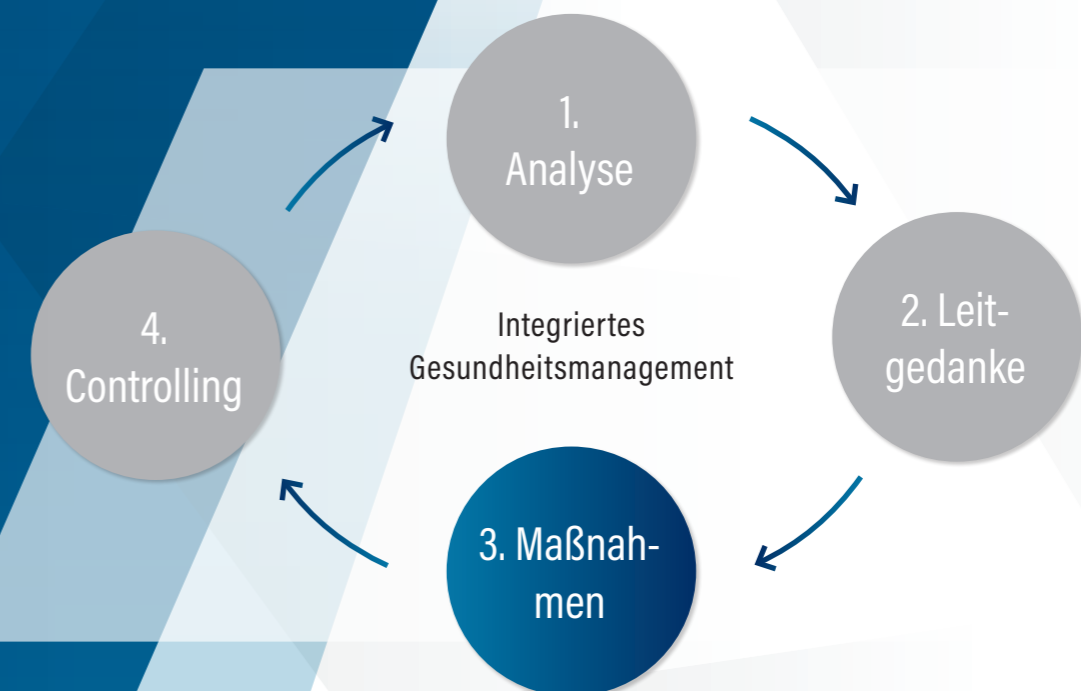 1.
Analyse
2. Leit-
gedanke
3. Maßnah-
men
4.
Controlling
Integriertes
Gesundheitsmanagement